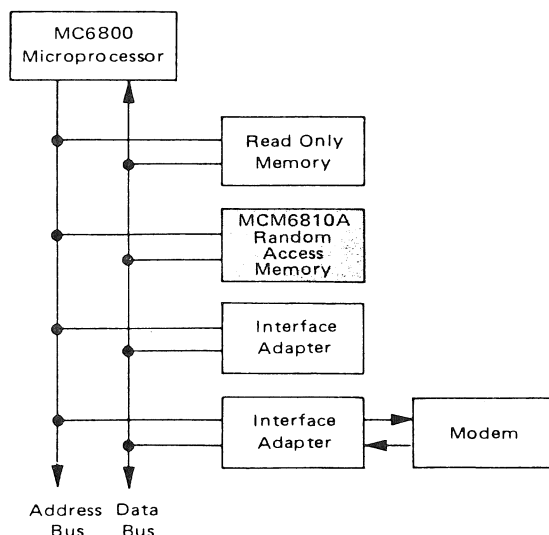 MC6800
Microprocessor
Read Only
Memory
MCM6810A
Random
Access
Memory
Interface
Adapter
Interface
Adapter
Modem
Address Data
Bus Bus